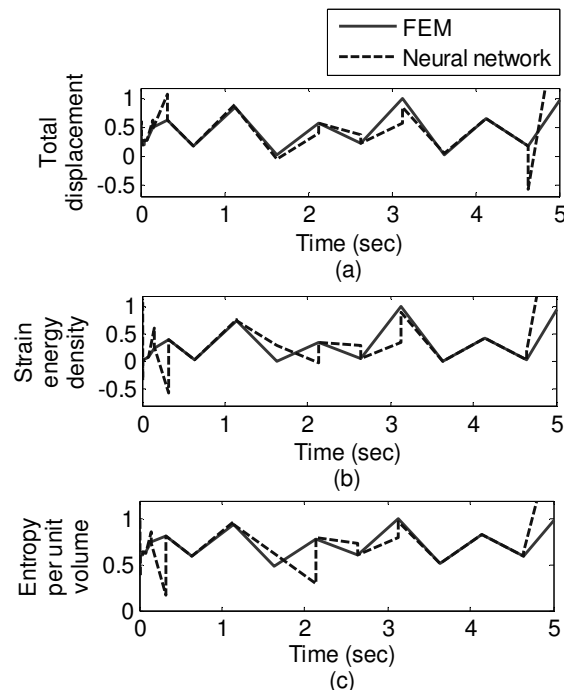 FEM
Neural network
Total
displacement
1
0.5
0
-0.5
0 1 2 3 4 5
Time (sec)
(a)
Strain
energy
density
1
0.5
0
-0.5
0 1 2 3 4 5
Time (sec)
(b)
Entropy
per unit
volume
1
0.5
0
0 1 2 3 4 5
Time (sec)
(c)